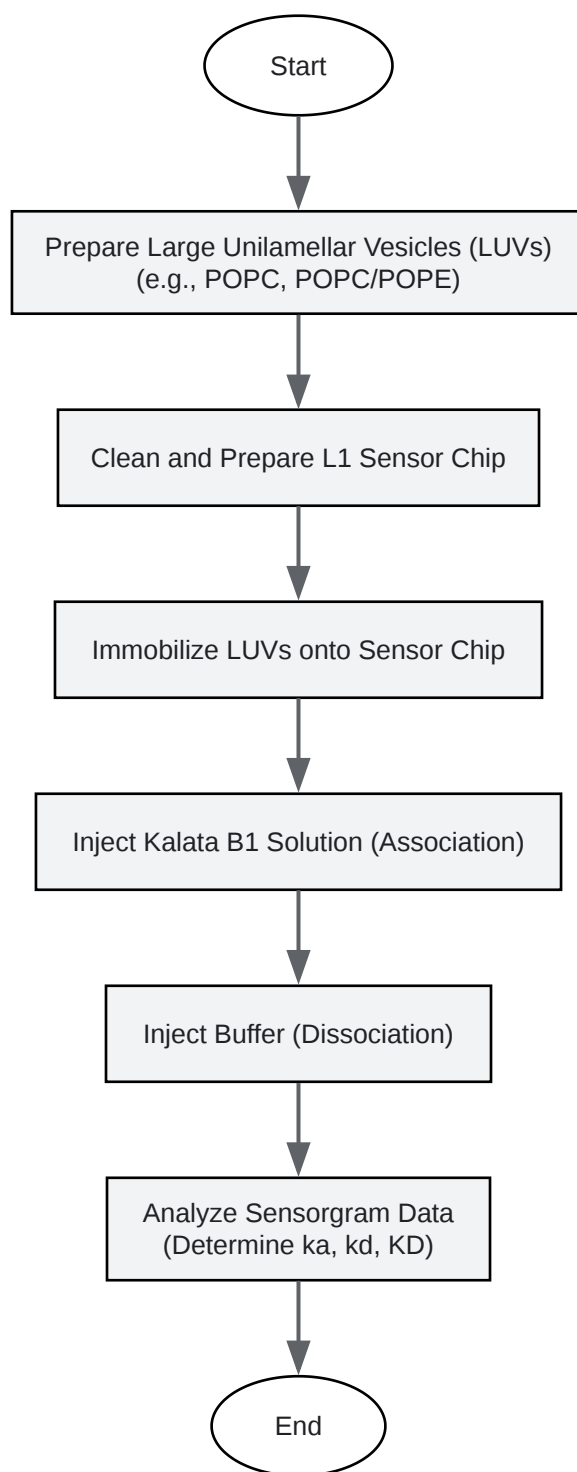 Start
Prepare Large Unilamellar Vesicles (LUVs)
(e.g., POPC, POPC/POPE)
Clean and Prepare L1 Sensor Chip
Immobilize LUVs onto Sensor Chip
Inject Kalata B1 Solution (Association)
Inject Buffer (Dissociation)
Analyze Sensorgram Data
(Determine ka, kd, KD)
End